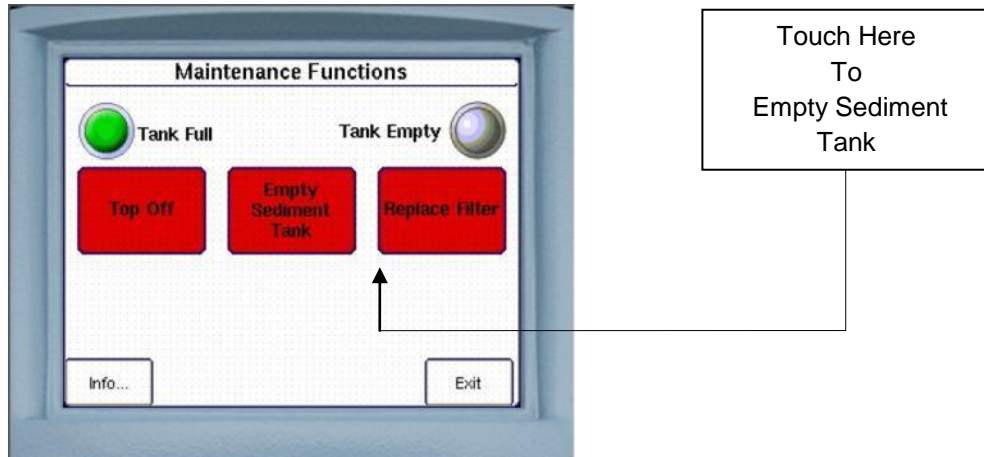 Maintenance Functions
Tank Full
Tank Empty
Top Off
Empty
Sediment
Tank
Replace Filter
Info...
Exit
Touch Here
To
Empty Sediment
Tank